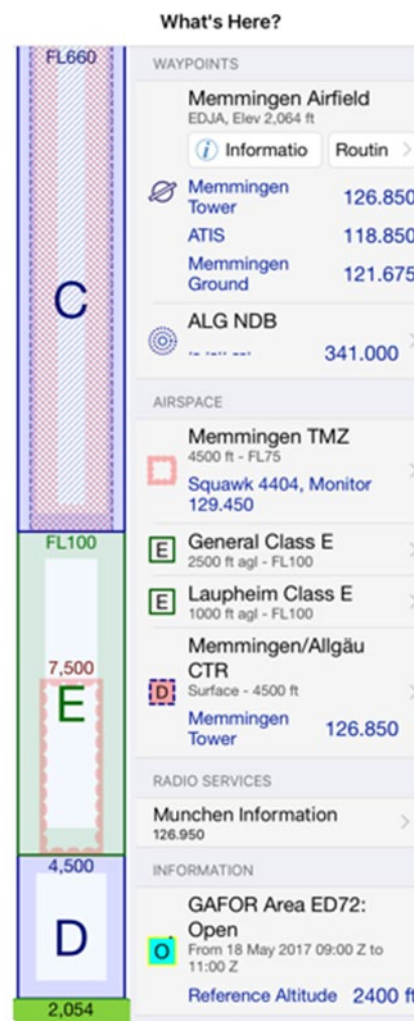 What's Here?
FL660
C
FL100
7,500
E
4,500
D
2,054
WAYPOINTS
Memmingen Airfield
EDJA, Elev 2,064 ft
i Informatio
Routin
Memmingen
Tower
126.850
ATIS
118.850
Memmingen
Ground
121.675
ALG NDB
341.000
AIRSPACE
Memmingen TMZ
4500 ft - FL75
Squawk 4404, Monitor
129.450
E
General Class E
2500 ft agl - FL100
E
Laupheim Class E
1000 ft agl - FL100
Memmingen/Allgäu
CTR
D
Surface - 4500 ft
Memmingen
Tower
126.850
RADIO SERVICES
Munchen Information
126.950
INFORMATION
GAFOR Area ED72:
Open
O
From 18 May 2017 09:00 Z to
11:00 Z
Reference Altitude 2400 ft